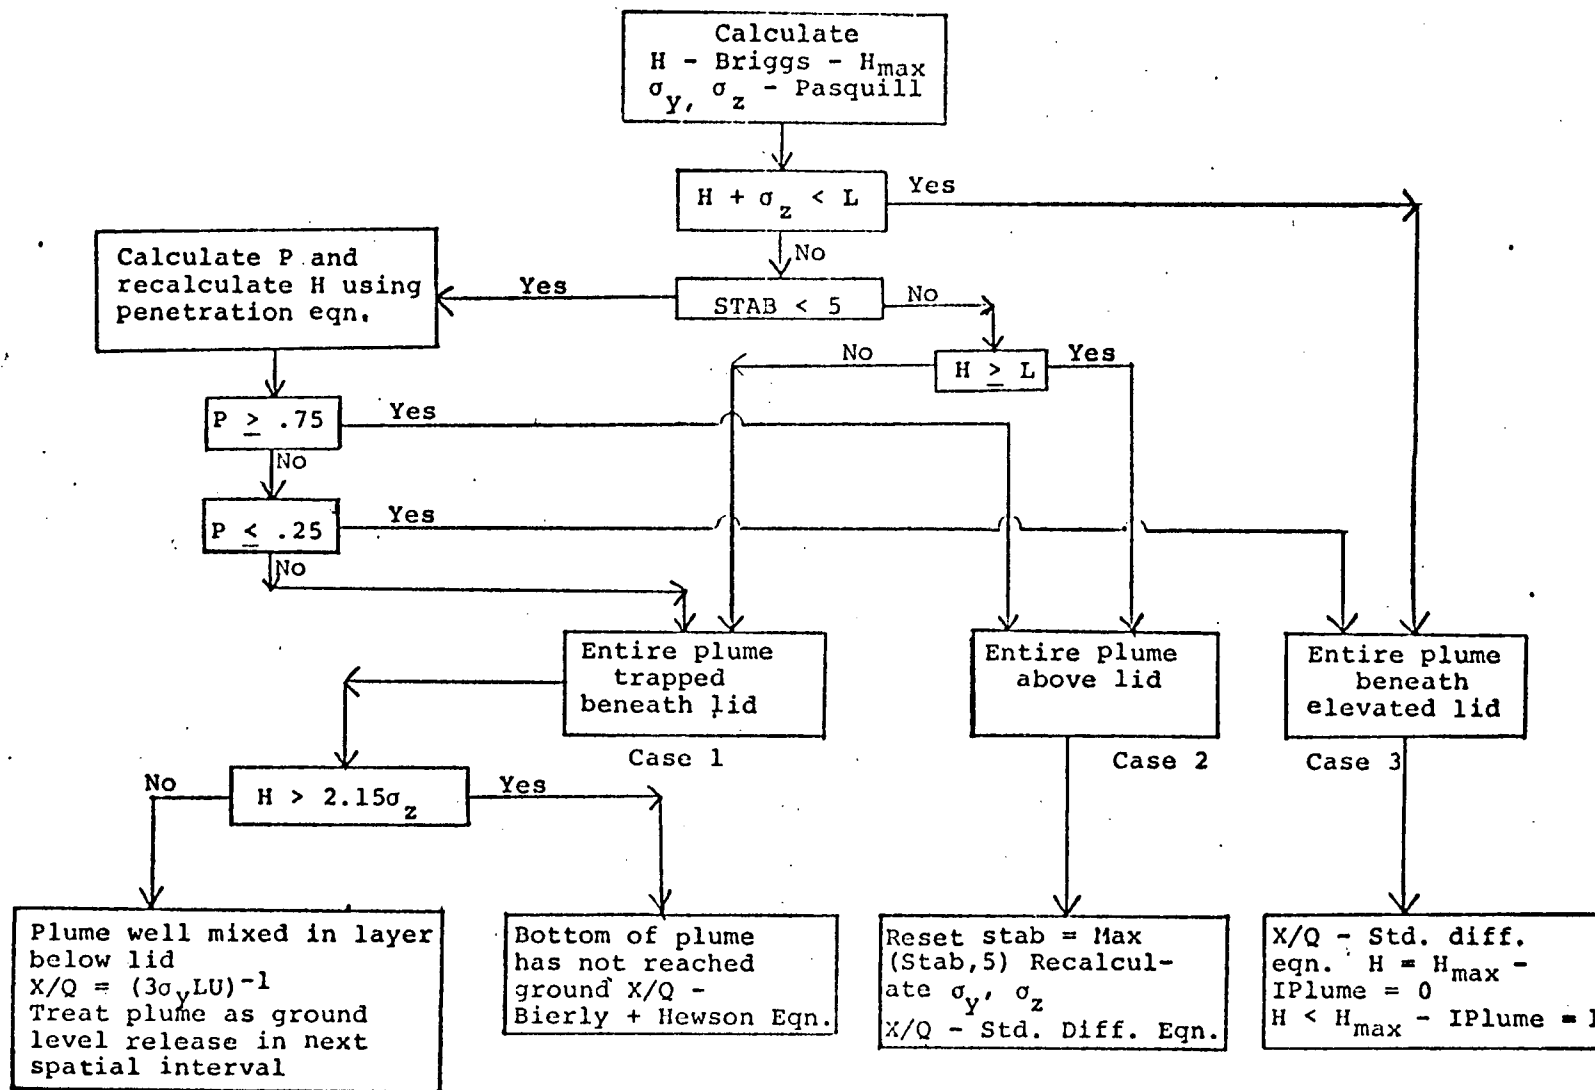 Calculate
H - Briggs - Hmax
σy, σz - Pasquill
H + σz < L
Yes
No
Calculate P and
recalculate H using
penetration eqn.
Yes
STAB < 5
No
No
H ≥ L
Yes
P ≥ .75
Yes
No
P ≤ .25
Yes
No
Entire plume
trapped
beneath lid
Case 1
Entire plume
above lid
Case 2
Entire plume
beneath
elevated lid
Case 3
No
H > 2.15σz
Yes
Plume well mixed in layer
below lid
X/Q = (3σyLU)-1
Treat plume as ground
level release in next
spatial interval
Bottom of plume
has not reached
ground X/Q -
Bierly + Hewson Eqn.
Reset stab = Max
(Stab,5) Recalcul-
ate σy, σz
X/Q - Std. Diff. Eqn.
X/Q - Std. diff.
eqn. H = Hmax -
IPlume = 0
H < Hmax - IPlume =